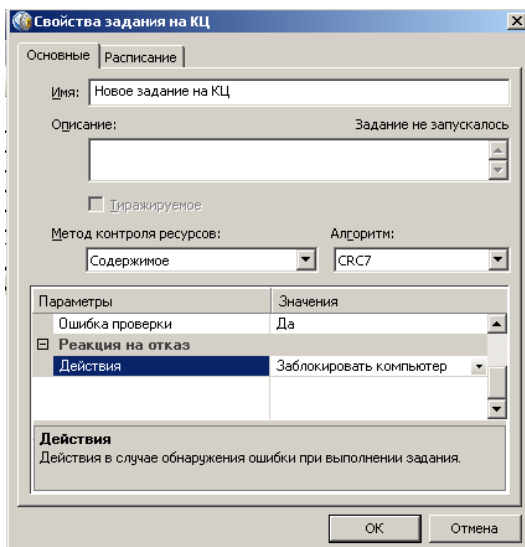 Свойства задания на КЦ
Основные Расписание
Имя: Новое задание на КЦ
Описание: Задание не запускалось
Тиражируемое
Метод контроля ресурсов: Алгоритм:
Содержимое CRC7
Параметры Значения
Ошибка проверки Да
Реакция на отказ
Действия Заблокировать компьютер
Действия
Действия в случае обнаружения ошибки при выполнении задания.
OK Отмена